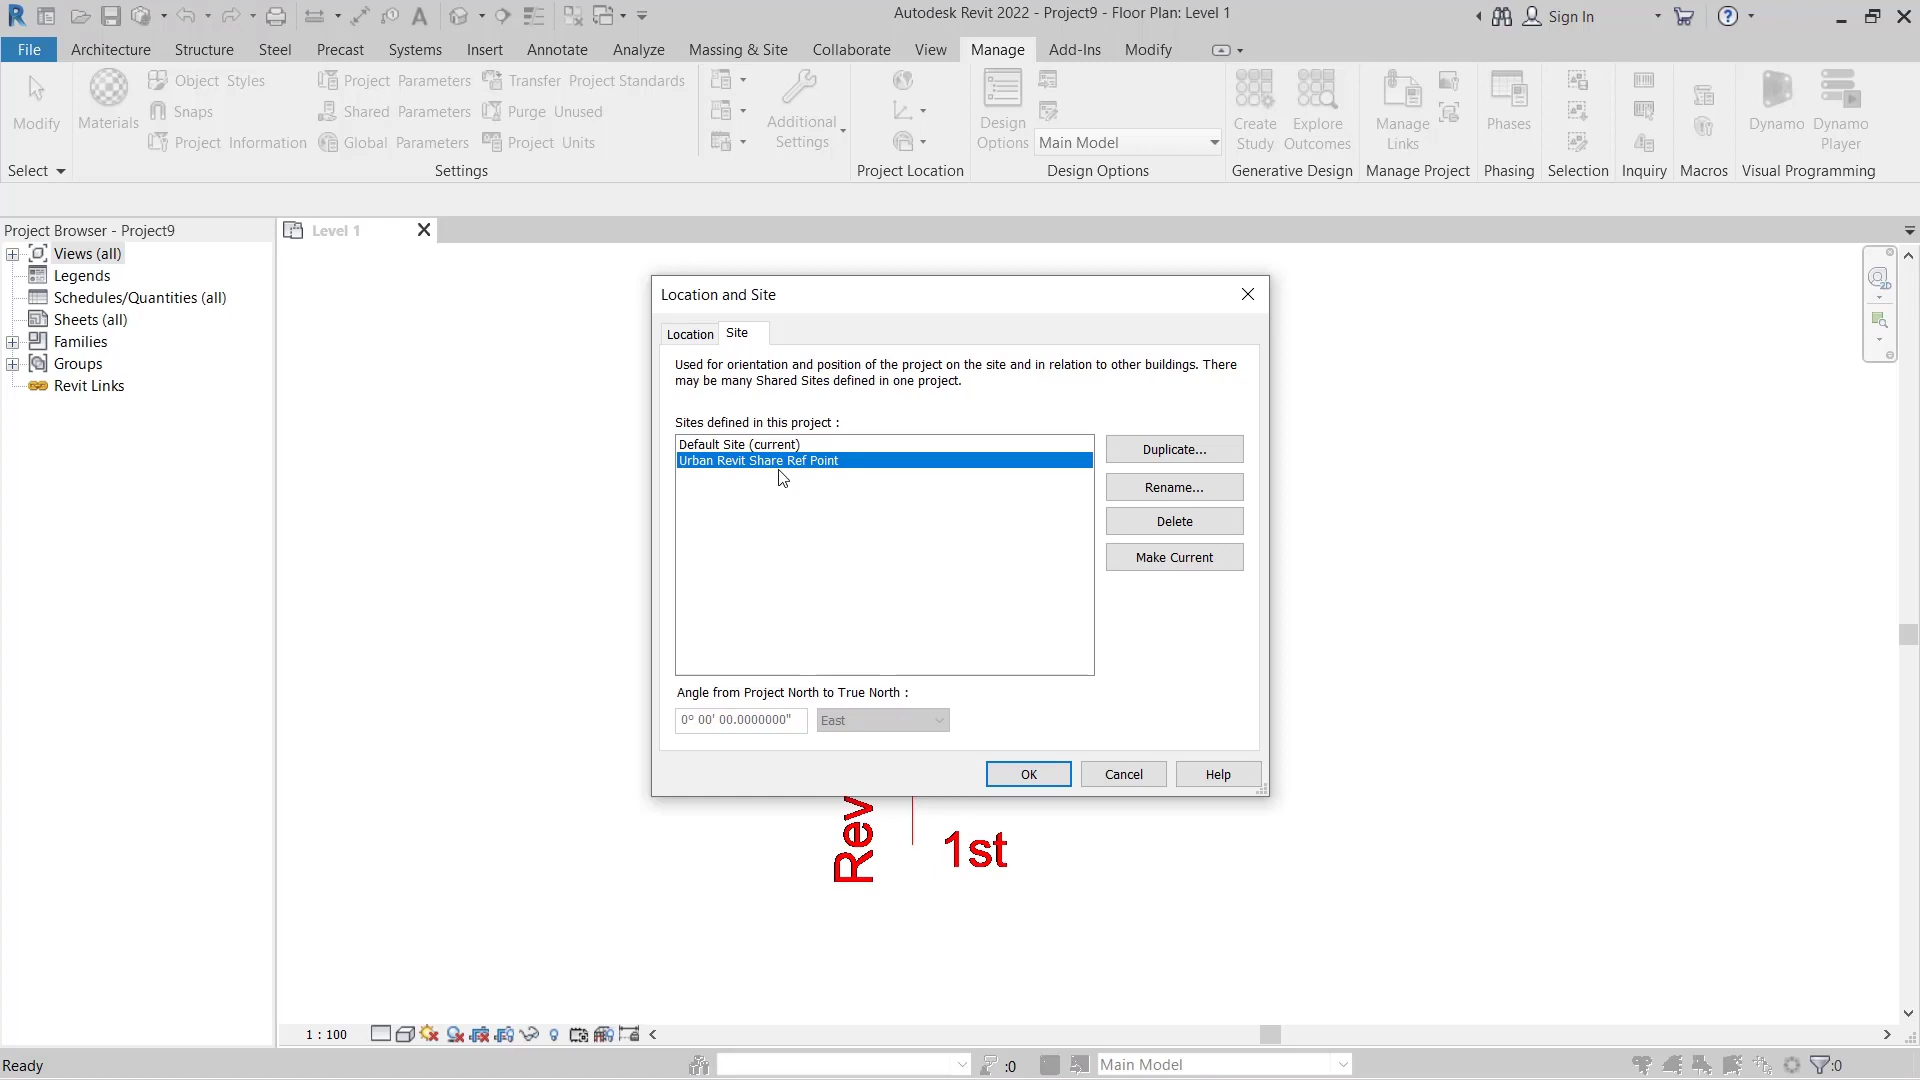 Autodesk Revit 2022 - Project9 - Floor Plan: Level 1
Sign In
File
Architecture
Structure
Steel
Precast
Systems
Insert
Annotate
Analyze
Massing & Site
Collaborate
View
Manage
Add-Ins
Modify
Modify
Materials
Object Styles
Snaps
Project Information
Project Parameters
Shared Parameters
Global Parameters
Transfer Project Standards
Purge Unused
Project Units
Additional
Settings
Design
Options
Main Model
Create
Study
Explore
Outcomes
Manage
Links
Phases
Dynamo
Dynamo
Player
Select
Settings
Project Location
Design Options
Generative Design
Manage Project
Phasing
Selection
Inquiry
Macros
Visual Programming
Project Browser - Project9
Views (all)
Legends
Schedules/Quantities (all)
Sheets (all)
Families
Groups
Revit Links
Level 1
2D
Location and Site
Location
Site
Used for orientation and position of the project on the site and in relation to other buildings. There
may be many Shared Sites defined in one project.
Sites defined in this project :
Default Site (current)
Urban Revit Share Ref Point
Duplicate...
Rename...
Delete
Make Current
Angle from Project North to True North :
0° 00' 00.0000000"
East
OK
Cancel
Help
Rev
1st
1 : 100
Ready
:0
Main Model
:0